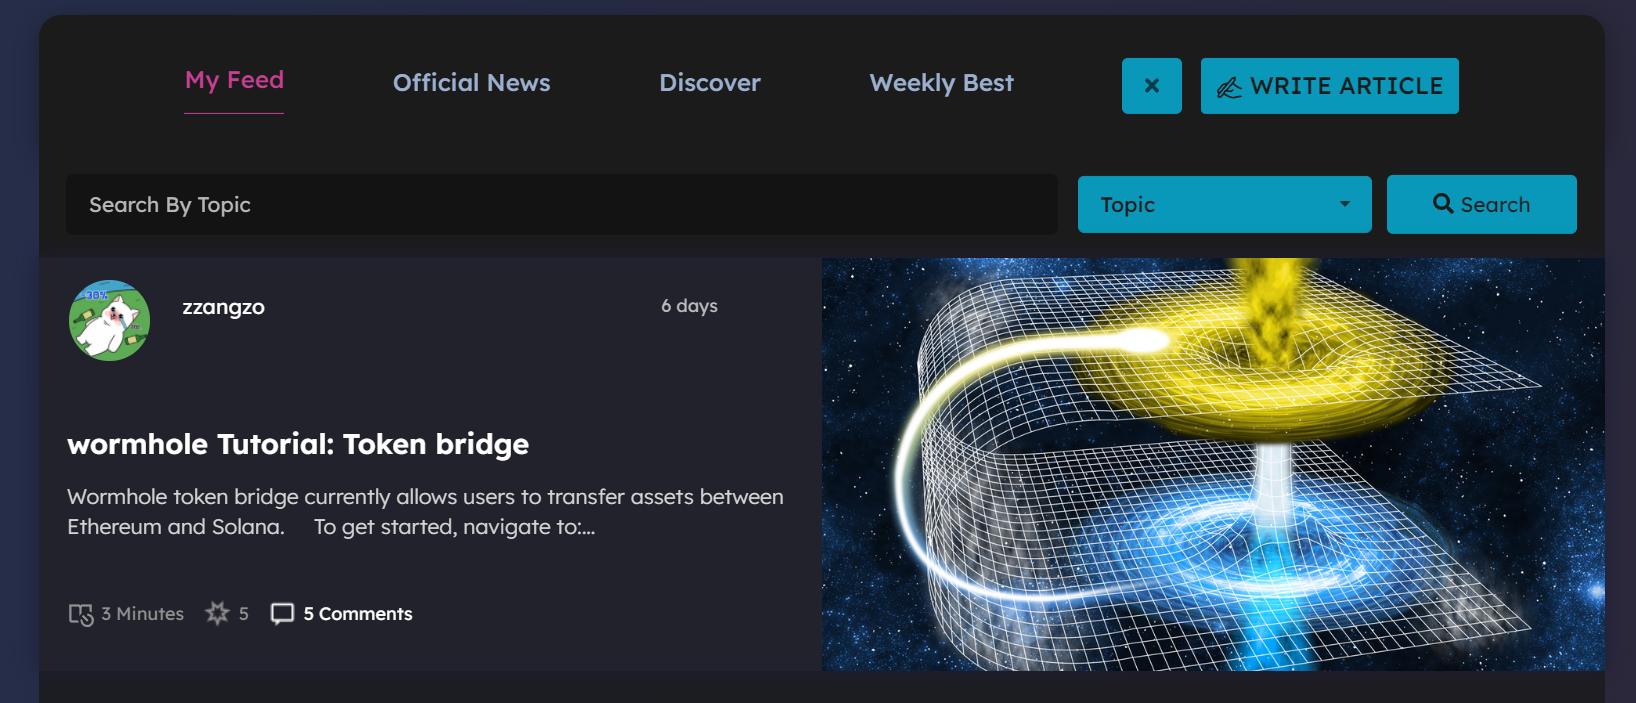 My Feed
Official News
Discover
Weekly Best
WRITE ARTICLE
Search By Topic
Topic
Search
-30%
zzangzo
6 days
wormhole Tutorial: Token bridge
Wormhole token bridge currently allows users to transfer assets between
Ethereum and Solana. To get started, navigate to:...
3 Minutes
5
5 Comments